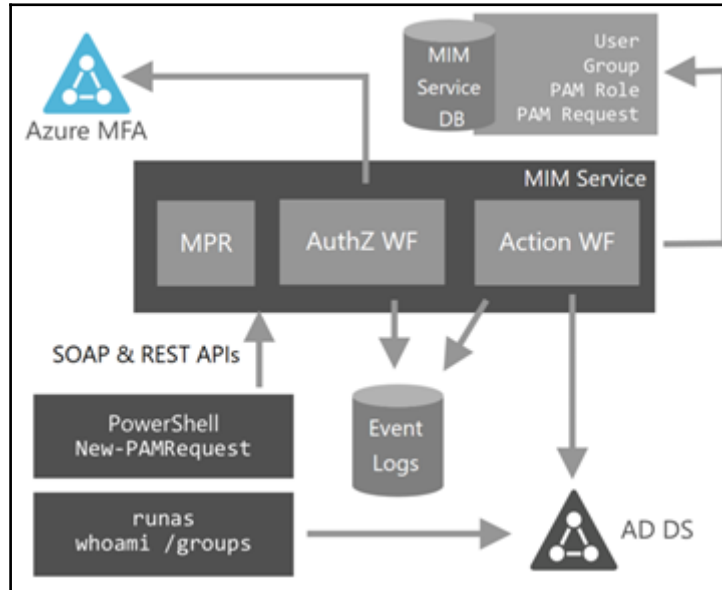 MIM
Service
DB
User
Group
PAM Role
PAM Request
Azure MFA
MIM Service
MPR
AuthZ WF
Action WF
SOAP & REST APIs
PowerShell
New-PAMRequest
Event
Logs
runas
whoami /groups
AD DS